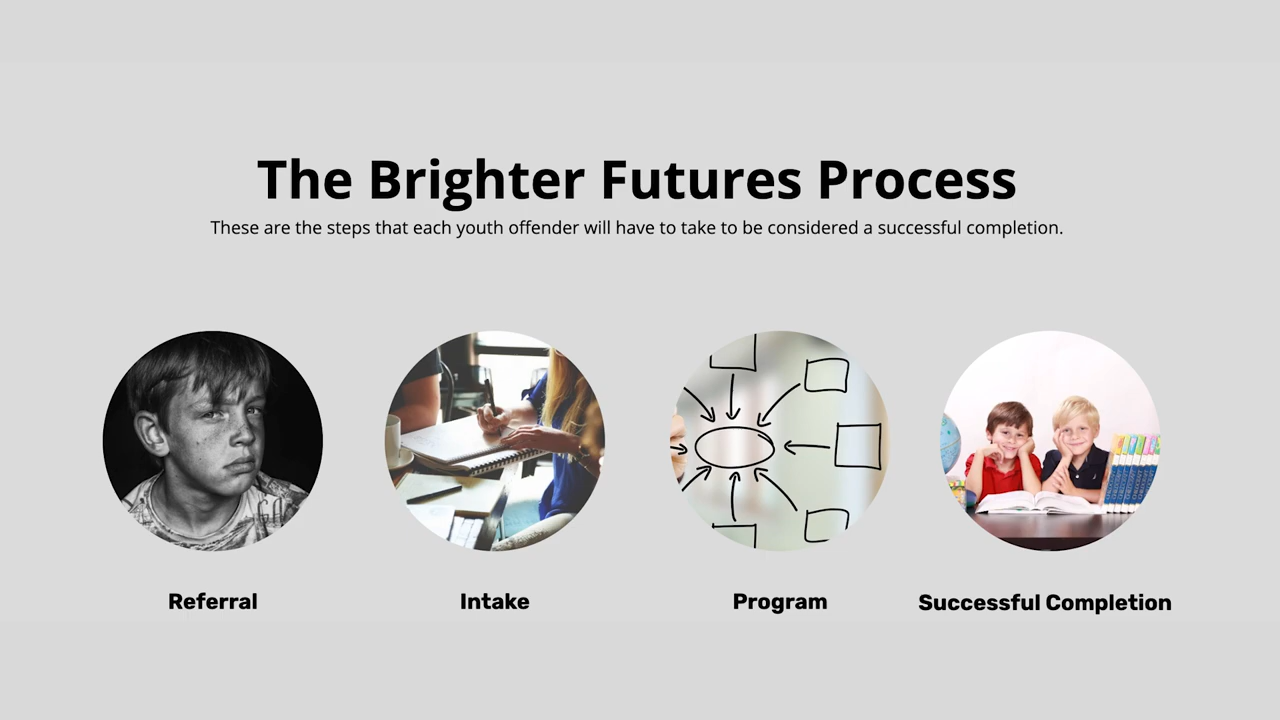 The Brighter Futures Process
These are the steps that each youth offender will have to take to be considered a successful completion.
Referral
Intake
Program
Successful Completion